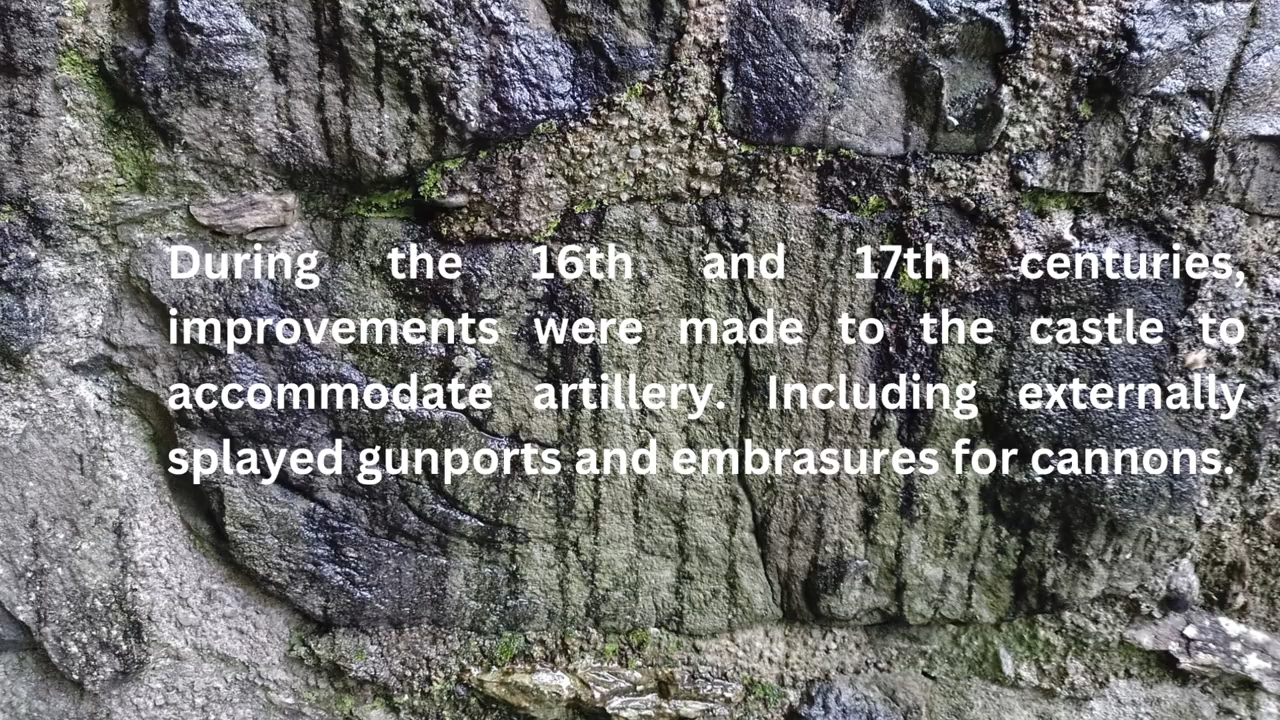 During the 16th and 17th centuries,
improvements were made to the castle to
accommodate artillery. Including externally
splayed gunports and embrasures for cannons.